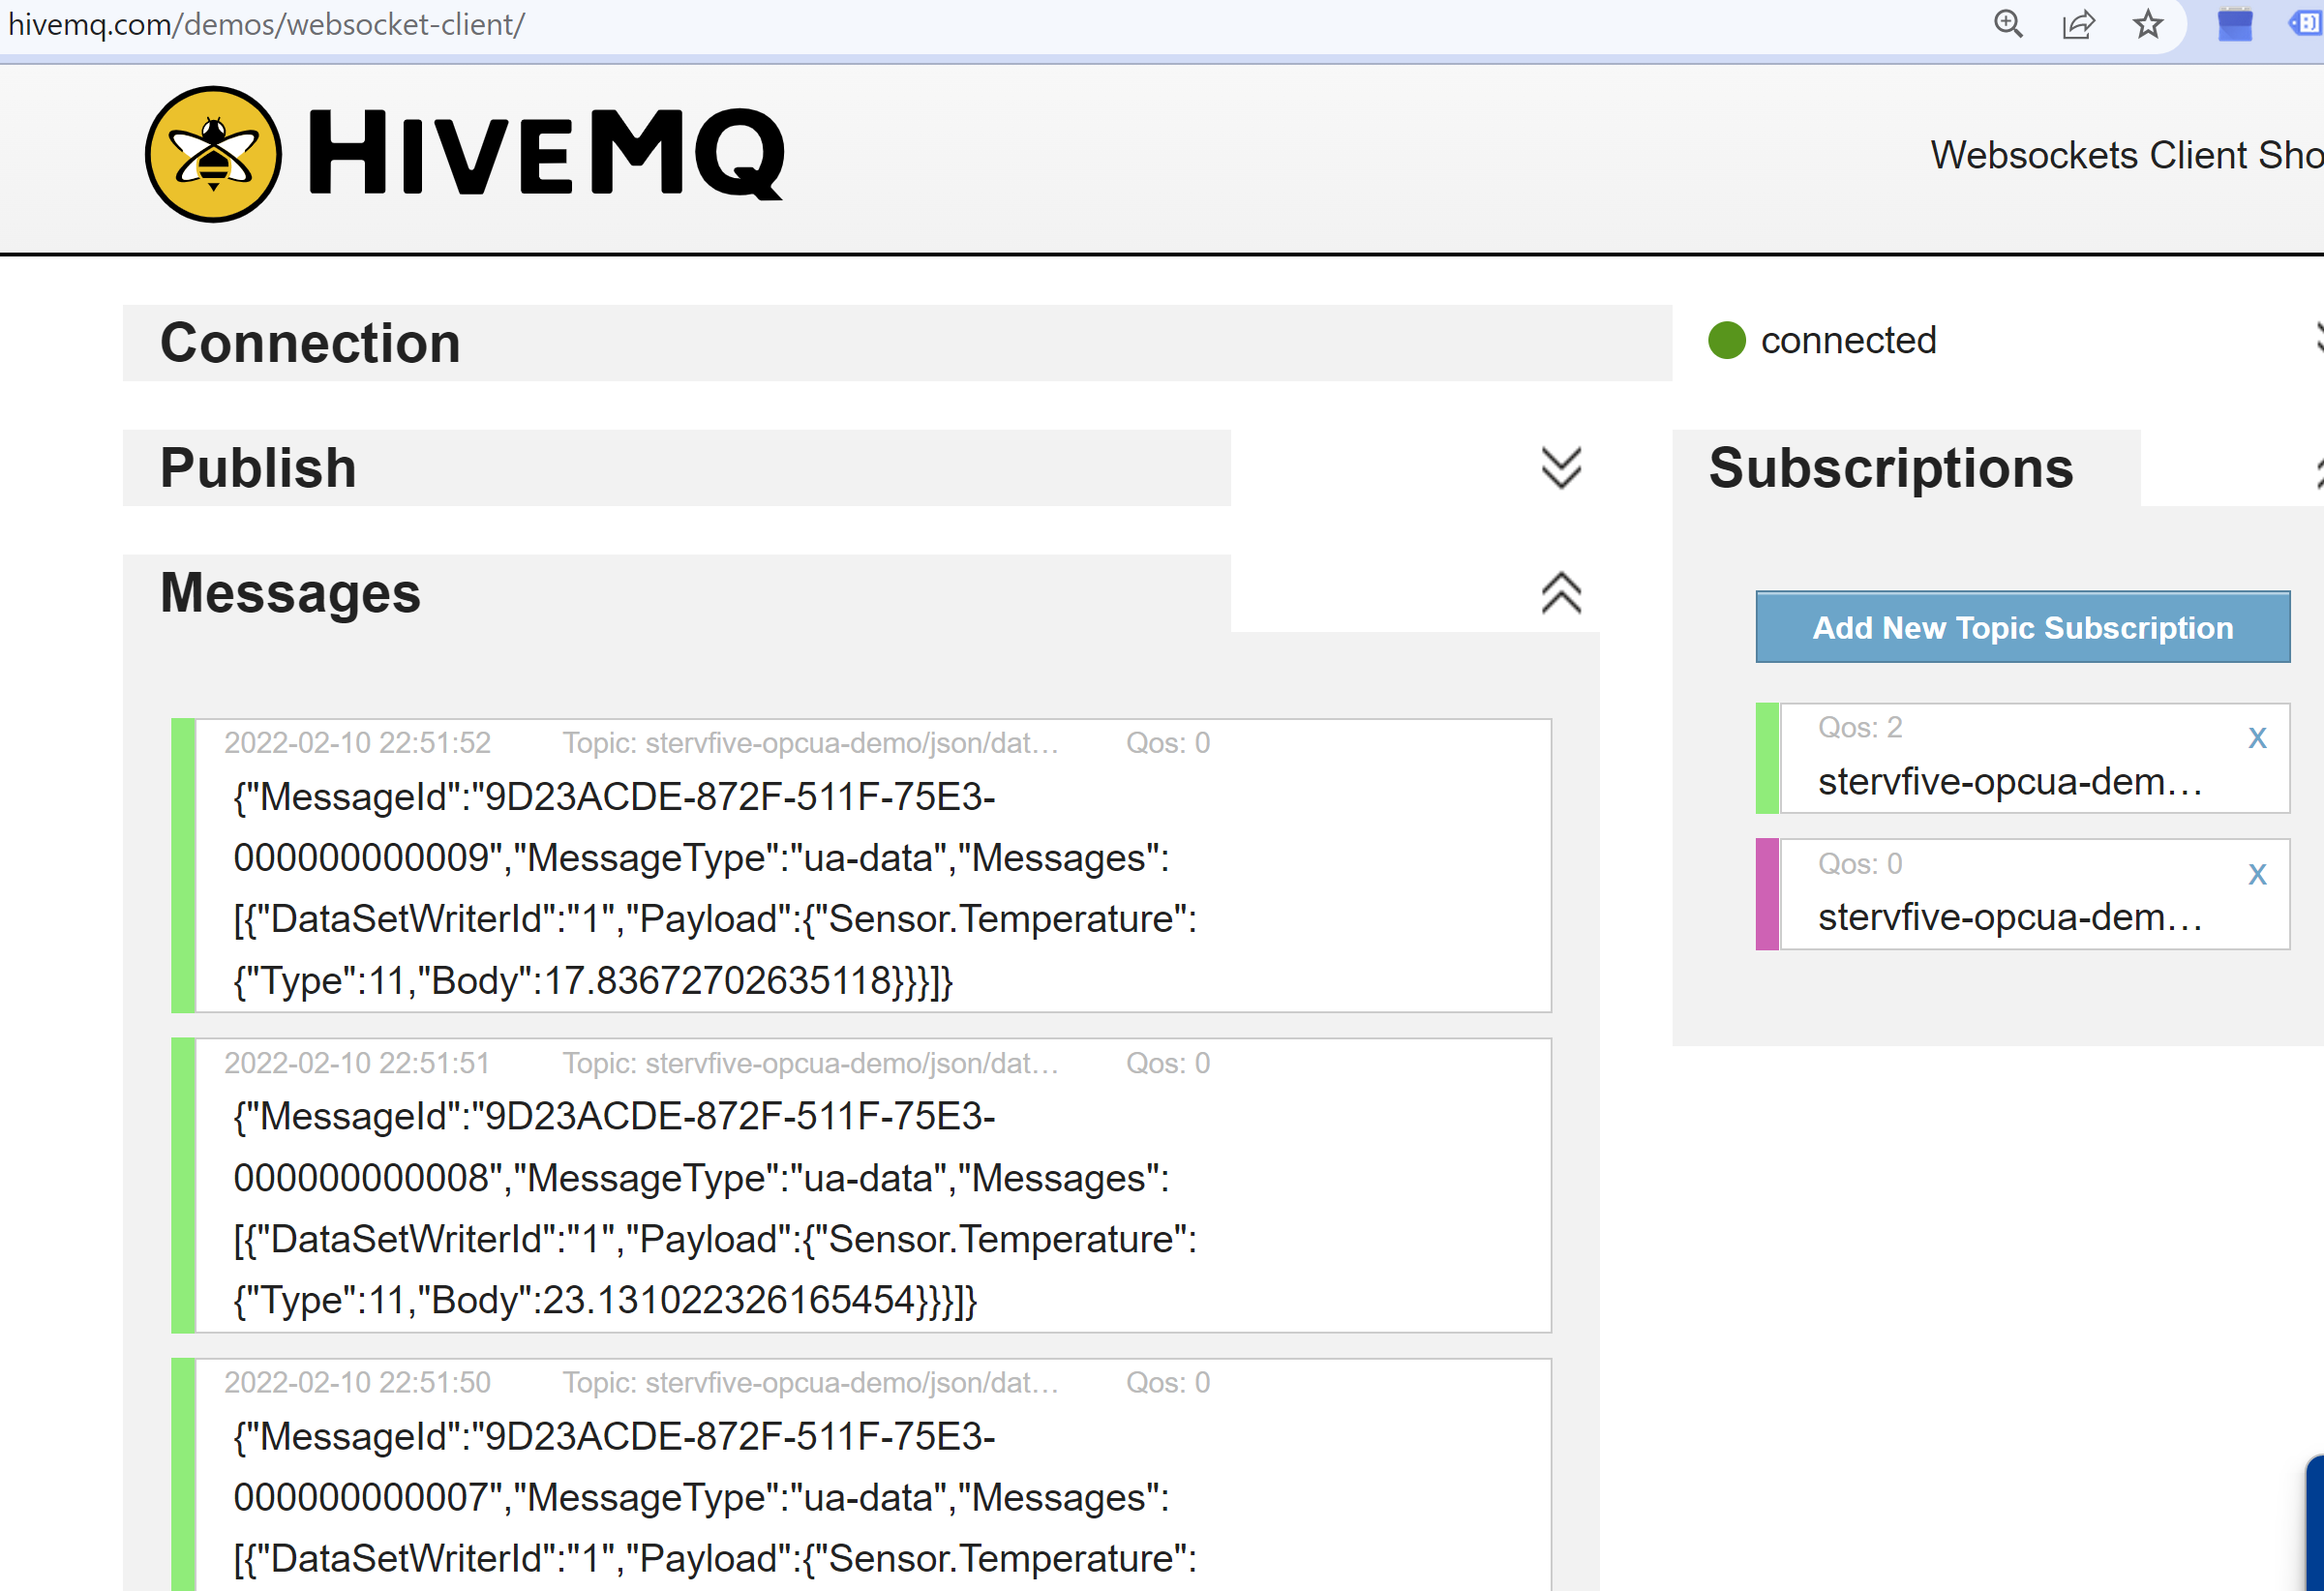 hivemq.com/demos/websocket-client/
HIVEMQ
Websockets Client Sho
Connection
connected
Publish
Subscriptions
Messages
Add New Topic Subscription
2022-02-10 22:51:52 Topic: stervfive-opcua-demo/json/dat… Qos: 0
{"MessageId":"9D23ACDE-872F-511F-75E3-
000000000009","MessageType":"ua-data","Messages":
[{"DataSetWriterId":"1","Payload":{"Sensor.Temperature":
{"Type":11,"Body":17.83672702635118}}}]}
2022-02-10 22:51:51 Topic: stervfive-opcua-demo/json/dat… Qos: 0
{"MessageId":"9D23ACDE-872F-511F-75E3-
000000000008","MessageType":"ua-data","Messages":
[{"DataSetWriterId":"1","Payload":{"Sensor.Temperature":
{"Type":11,"Body":23.131022326165454}}}]}
2022-02-10 22:51:50 Topic: stervfive-opcua-demo/json/dat… Qos: 0
{"MessageId":"9D23ACDE-872F-511F-75E3-
000000000007","MessageType":"ua-data","Messages":
[{"DataSetWriterId":"1","Payload":{"Sensor.Temperature":
Qos: 2
x
stervfive-opcua-dem…
Qos: 0
x
stervfive-opcua-dem…